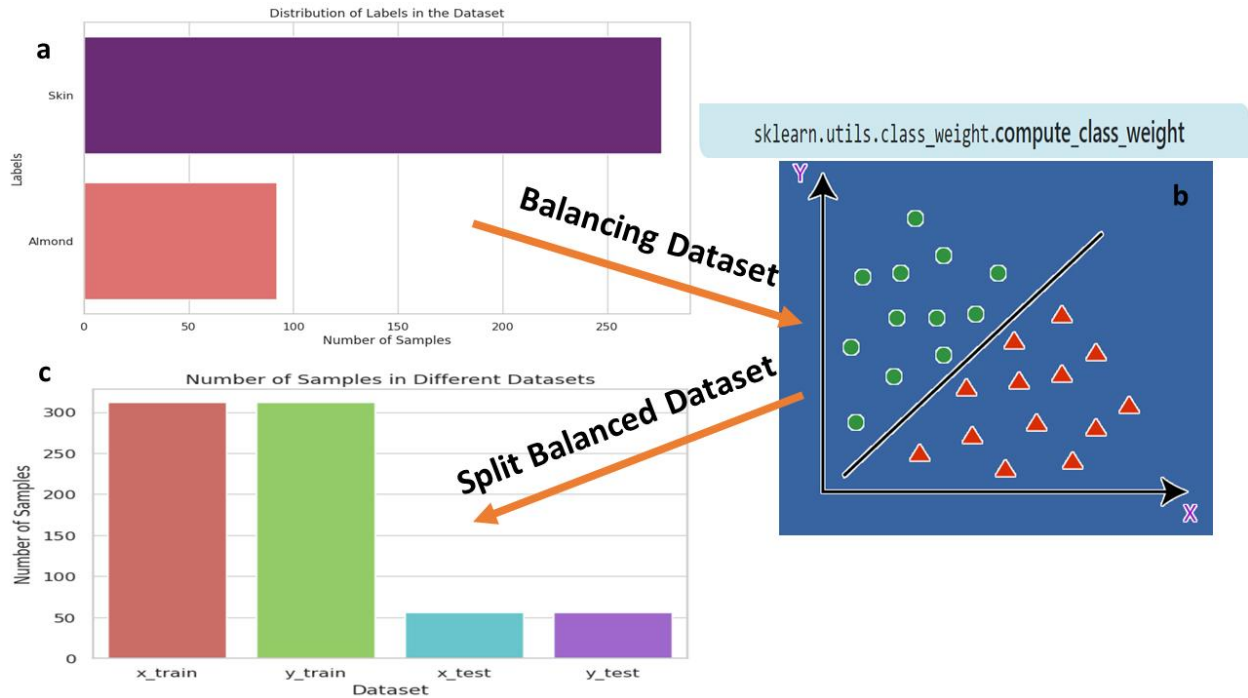 a
Distribution of Labels in the Dataset
Labels
Skin
Almond
0 50 100 150 200 250
Number of Samples
Balancing Dataset
sklearn.utils.class_weight.compute_class_weight
b
Y
X
Split Balanced Dataset
c
Number of Samples in Different Datasets
Number of Samples
300
250
200
150
100
50
0
x_train y_train x_test y_test
Dataset